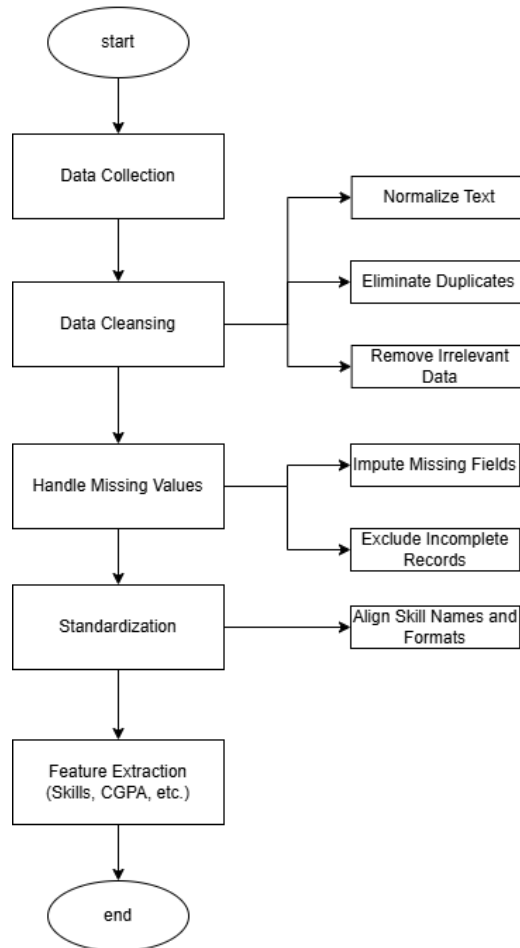 start
Data Collection
Normalize Text
Eliminate Duplicates
Data Cleansing
Remove Irrelevant
Data
Impute Missing Fields
Handle Missing Values
Exclude Incomplete
Records
Standardization
Align Skill Names and
Formats
Feature Extraction
(Skills, CGPA, etc.)
end